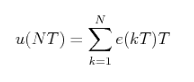 u(NT) = \sum_{k=1}^{N} e(kT)T